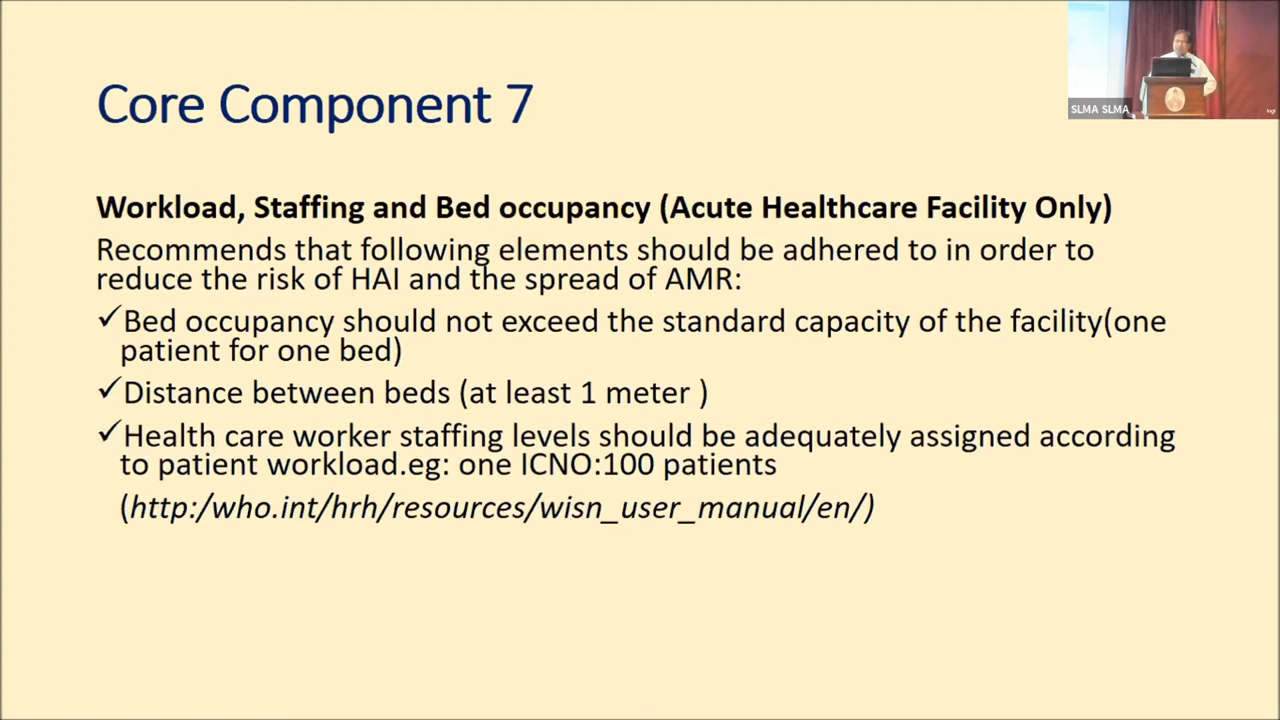 Core Component 7
SLMA SLMA
Workload, Staffing and Bed occupancy (Acute Healthcare Facility Only)
Recommends that following elements should be adhered to in order to
reduce the risk of HAI and the spread of AMR:
✓Bed occupancy should not exceed the standard capacity of the facility(one
patient for one bed)
✓Distance between beds (at least 1 meter )
✓Health care worker staffing levels should be adequately assigned according
to patient workload.eg: one ICNO:100 patients
(http:/who.int/hrh/resources/wisn_user_manual/en/)